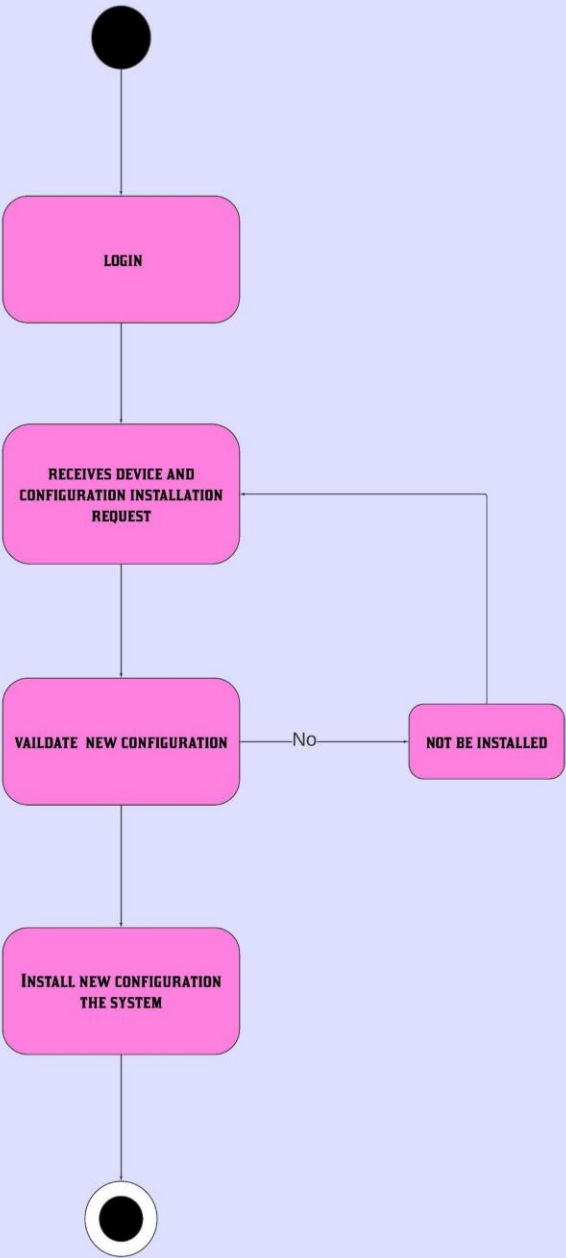 LOGIN
RECEIVES DEVICE AND
CONFIGURATION INSTALLATION
REQUEST
VAILDATE NEW CONFIGURATION
No
NOT BE INSTALLED
INSTALL NEW CONFIGURATION
THE SYSTEM